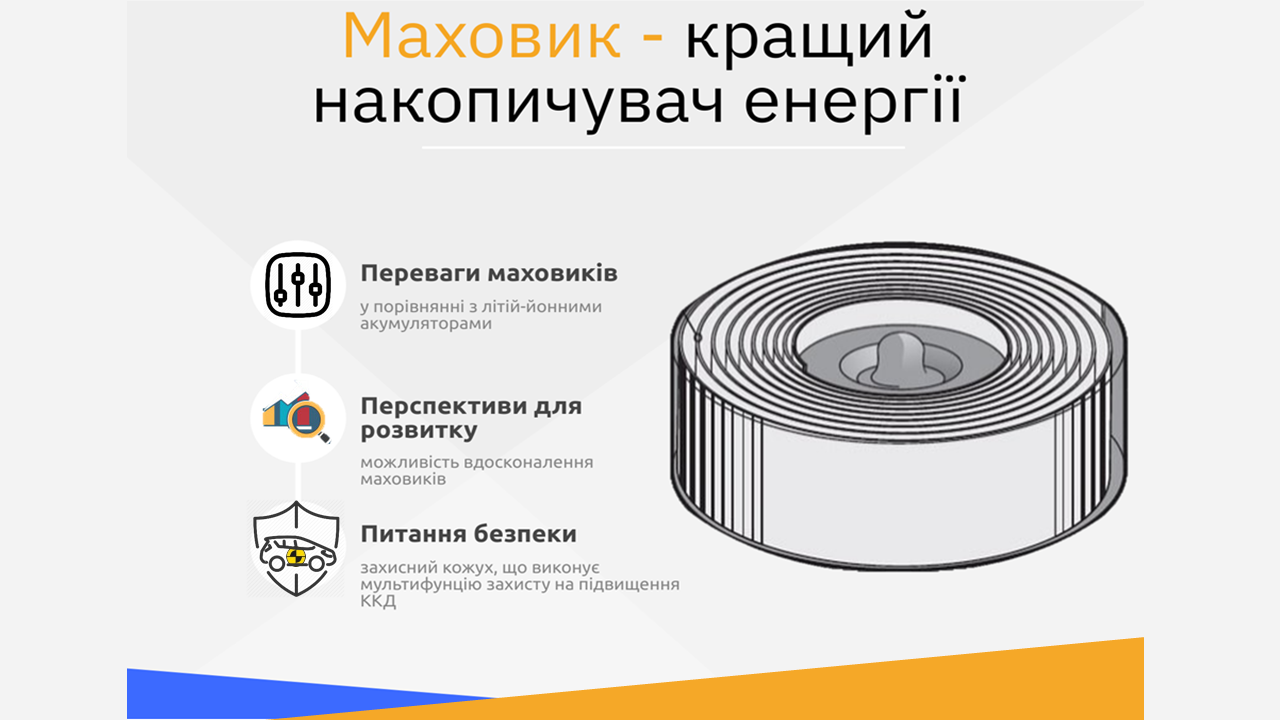 Маховик - кращий
накопичувач енергії
Переваги маховиків
у порівнянні з літій-йонними
акумуляторами
Перспективи для
розвитку
можливість вдосконалення
маховиків
Питання безпеки
захисний кожух, що виконує
мультифунцію захисту на підвищення
ККД